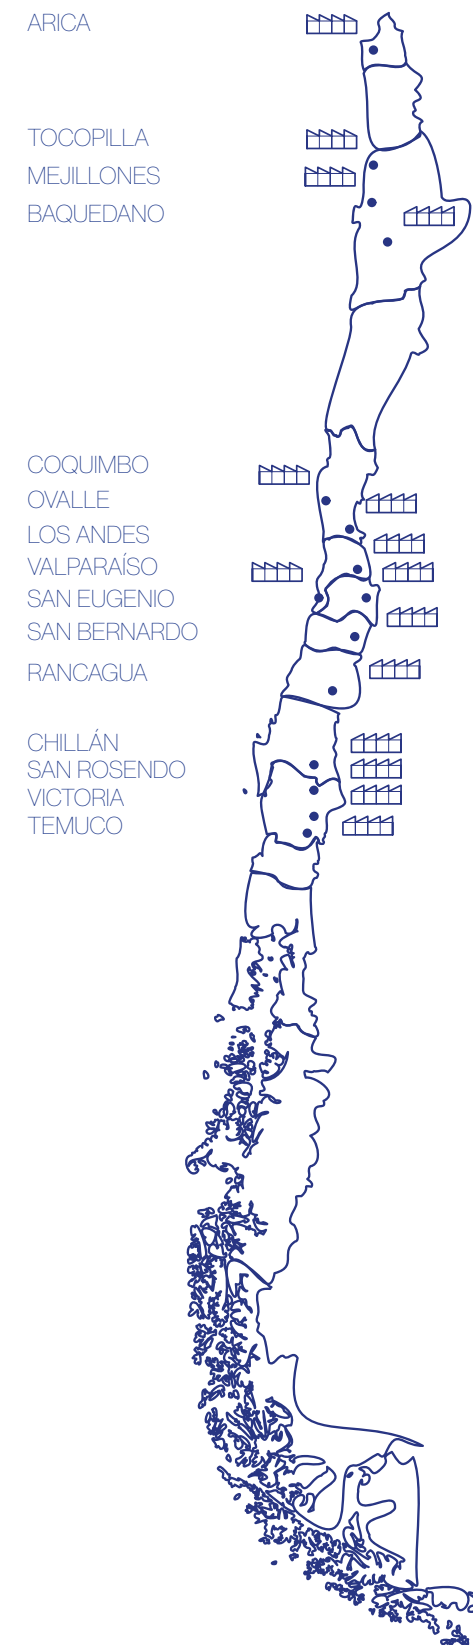 ARICA
TOCOPILLA
MEJILLONES
BAQUEDANO
COQUIMBO
OVALLE
LOS ANDES
VALPARAÍSO
SAN EUGENIO
SAN BERNARDO
RANCAGUA
CHILLÁN
SAN ROSENDO
VICTORIA
TEMUCO